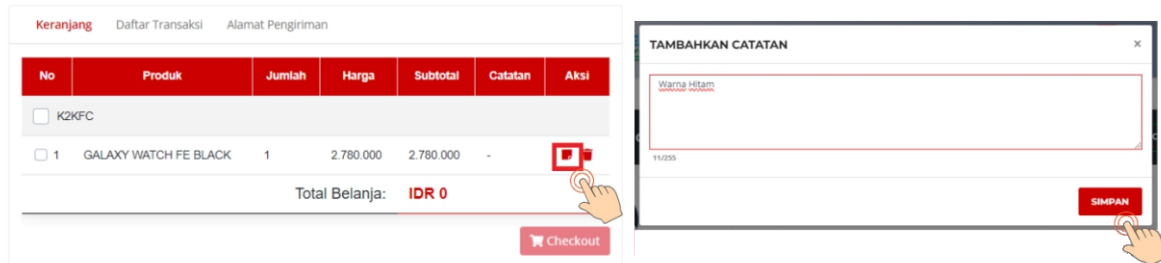 Keranjang Daftar Transaksi Alamat Pengiriman
No Produk Jumlah Harga Subtotal Catatan Aksi
K2KFC
1 GALAXY WATCH FE BLACK 1 2.780.000 2.780.000 -
Total Belanja: IDR 0
Checkout
TAMBAHKAN CATATAN ×
Warna Hitam
11/255
SIMPAN